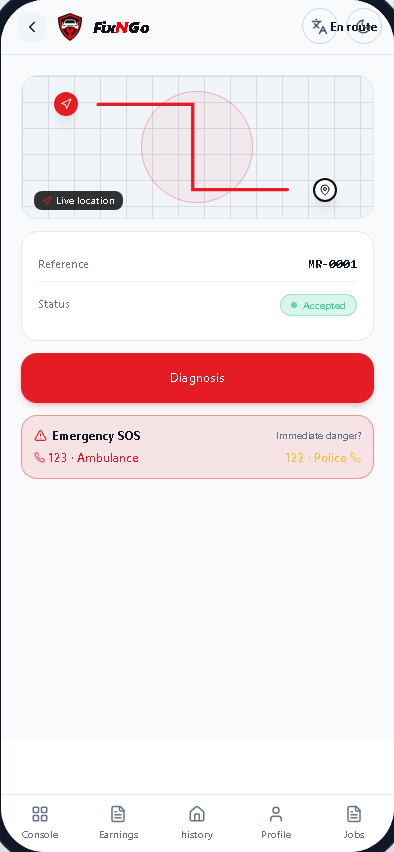 FixNGo
En route
Live location
Reference
MR-0001
Status
Accepted
Diagnosis
Emergency SOS
Immediate danger?
123 · Ambulance
122 · Police
Console
Earnings
history
Profile
Jobs